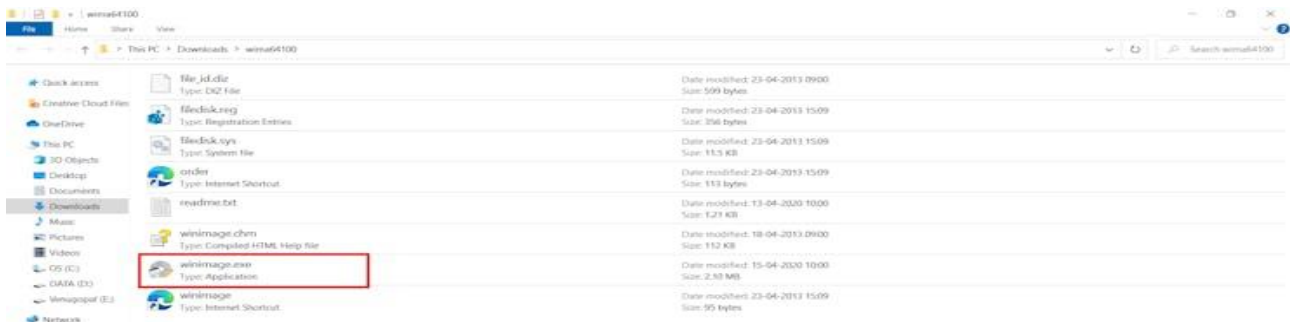 winima64100
File Home Share View
This PC > Downloads > winima64100 Search winima64100
Quick access
Creative Cloud Files
OneDrive
This PC
3D Objects
Desktop
Documents
Downloads
Music
Pictures
Videos
OS (C:)
DATA (D:)
Venugopal (E:)
Network
file_id.diz Date modified: 23-04-2013 09:00
Type: DIZ File Size: 599 bytes
filedisk.reg Date modified: 23-04-2013 15:09
Type: Registration Entries Size: 356 bytes
filedisk.sys Date modified: 23-04-2013 15:09
Type: System file Size: 11.5 KB
order Date modified: 23-04-2013 15:09
Type: Internet Shortcut Size: 113 bytes
readme.txt Date modified: 13-04-2020 10:00
Size: 1.21 KB
winimage.chm Date modified: 18-04-2013 09:00
Type: Compiled HTML Help file Size: 112 KB
winimage.exe Date modified: 15-04-2020 10:00
Type: Application Size: 2.10 MB
winimage Date modified: 23-04-2013 15:09
Type: Internet Shortcut Size: 95 bytes